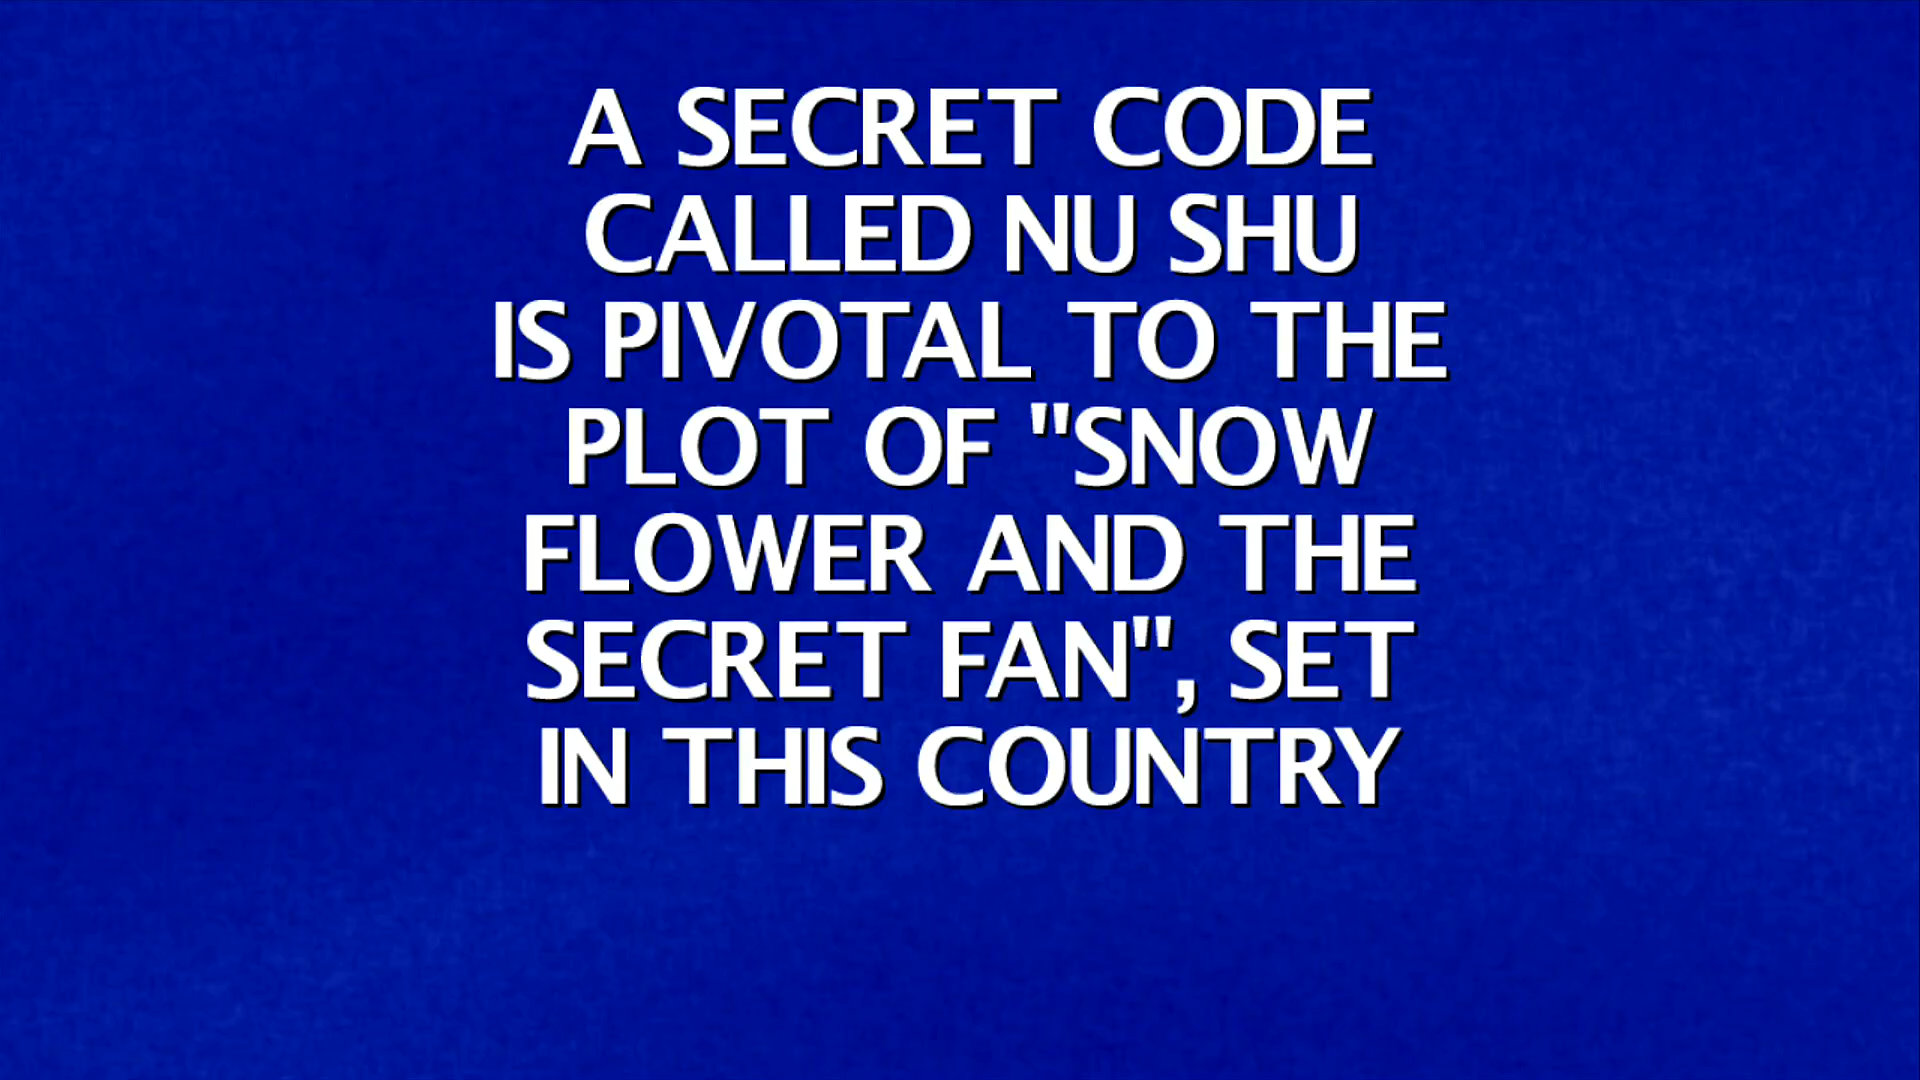 A SECRET CODE
CALLED NU SHU
IS PIVOTAL TO THE
PLOT OF "SNOW
FLOWER AND THE
SECRET FAN", SET
IN THIS COUNTRY